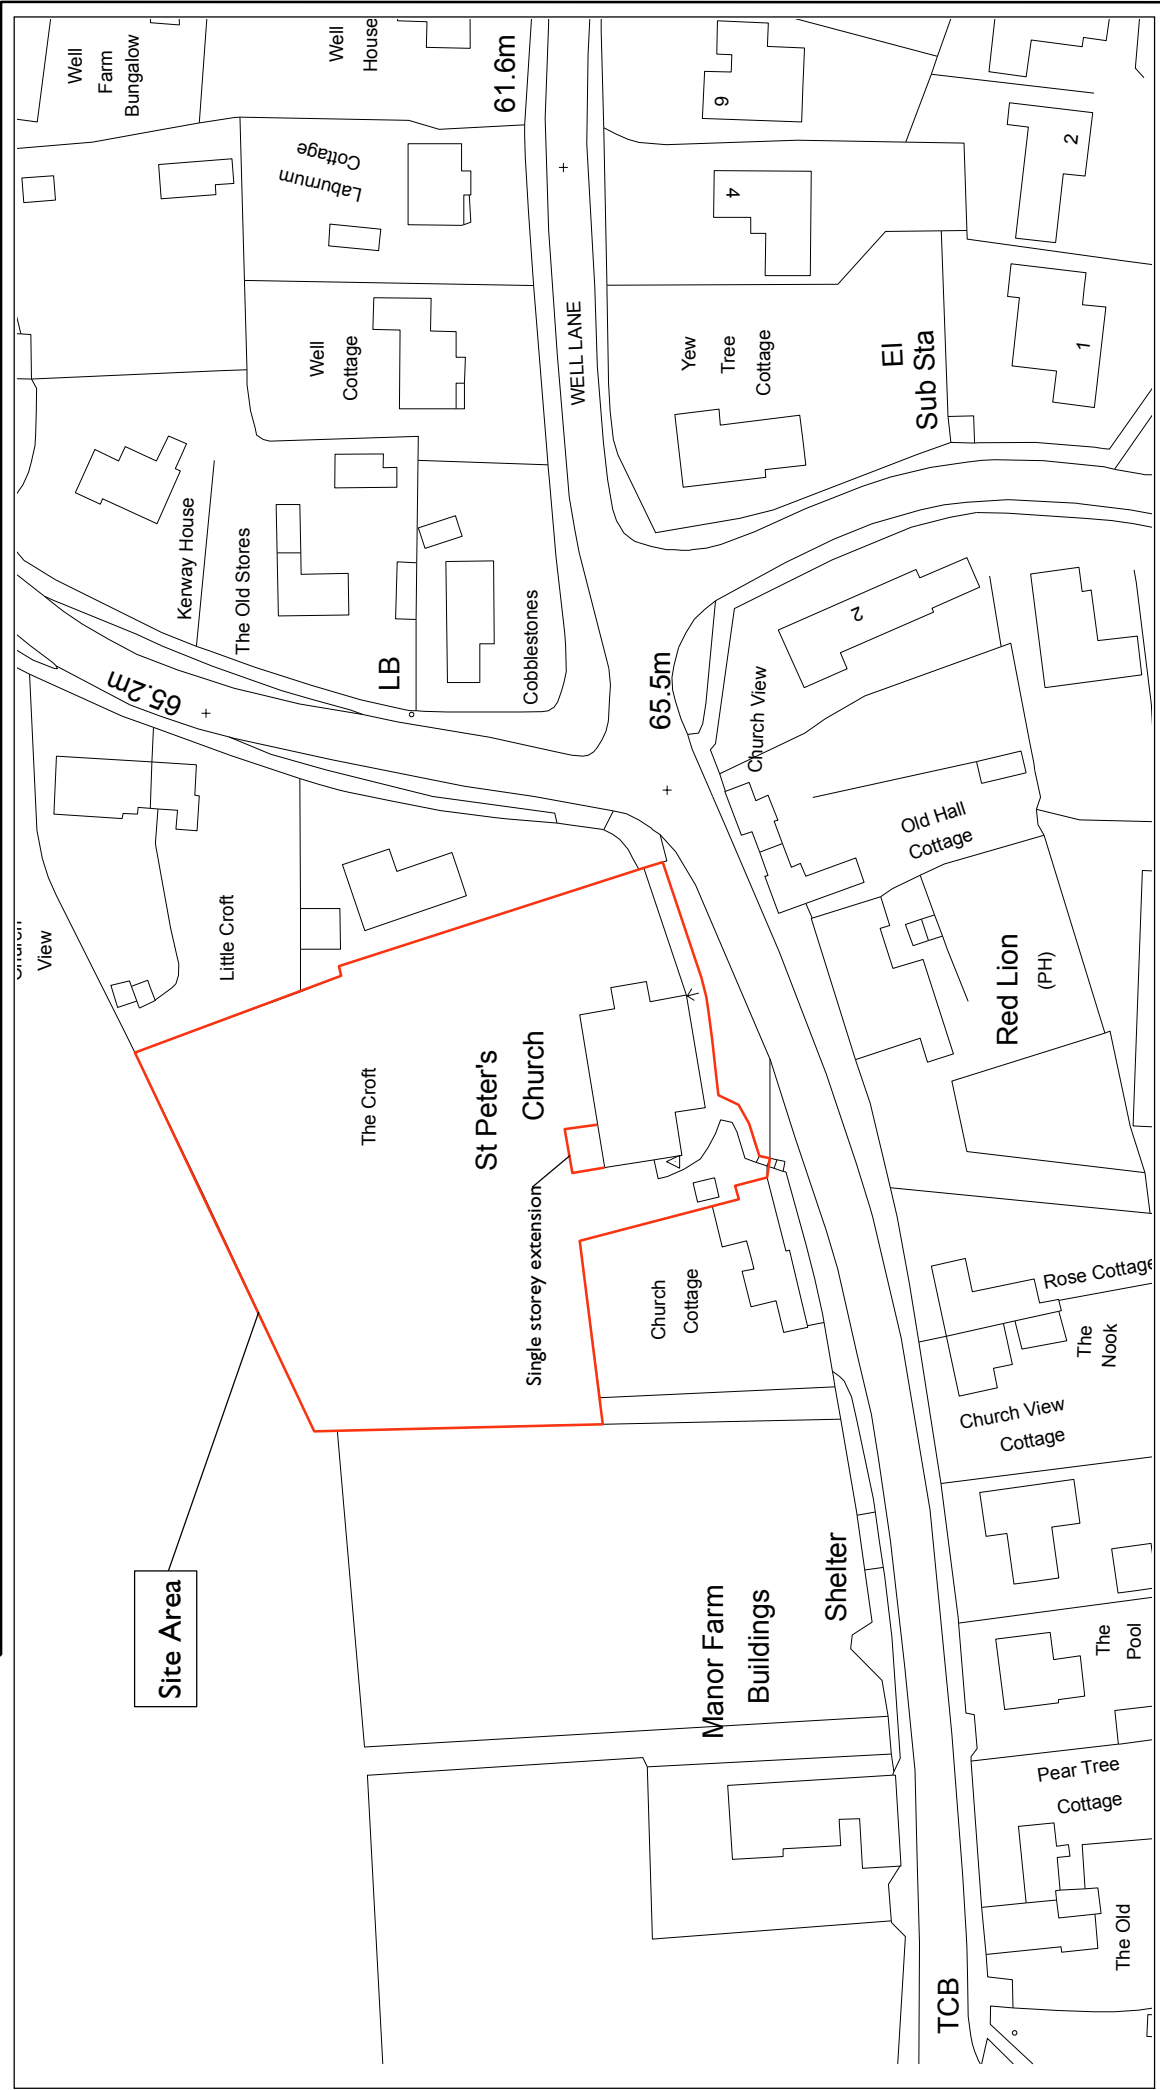 Site Area
Well
Farm
Bungalow
Well
House
61.6m
Laburnum
Cottage
Well
Cottage
WELL LANE
Kenway House
The Old Stores
LB
Cobblestones
65.2m
65.5m
View
Little Croft
The Croft
St Peter's
Church
Single storey extension
Church
Cottage
Manor Farm
Buildings
Shelter
TCB
6
4
2
1
Yew
Tree
Cottage
El
Sub Sta
2
Church View
Old Hall
Cottage
Red Lion
(PH)
Rose Cottage
The
Nook
Church View
Cottage
The
Pool
Pear Tree
Cottage
The Old